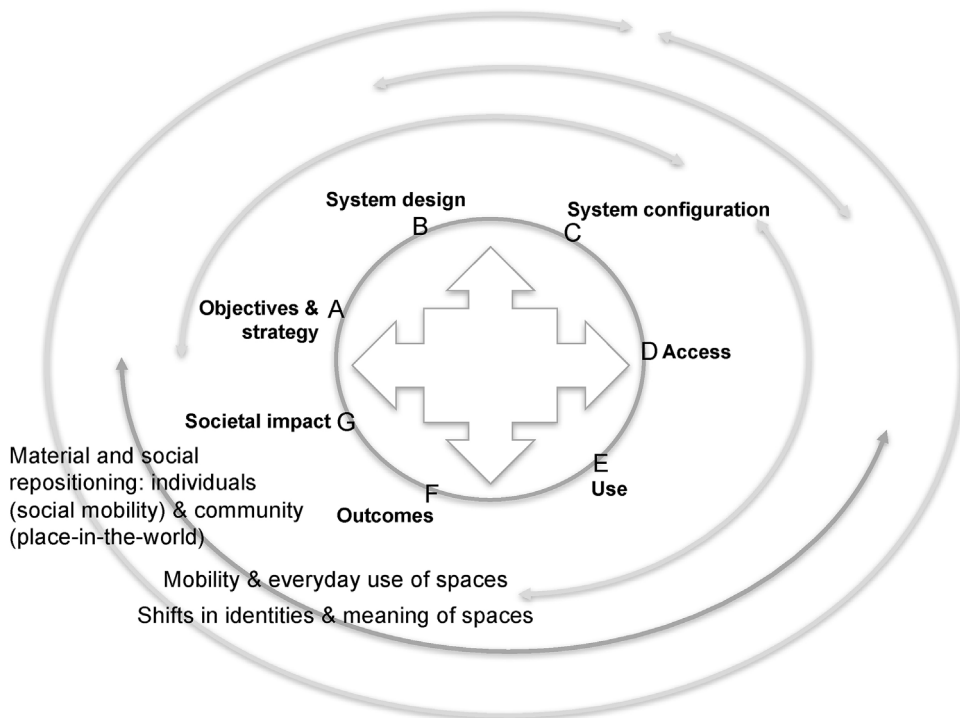 System design
B
System configuration
C
Objectives &
strategy
A
D Access
Societal impact G
E
Use
F
Outcomes
Material and social
repositioning: individuals
(social mobility) & community
(place-in-the-world)
Mobility & everyday use of spaces
Shifts in identities & meaning of spaces